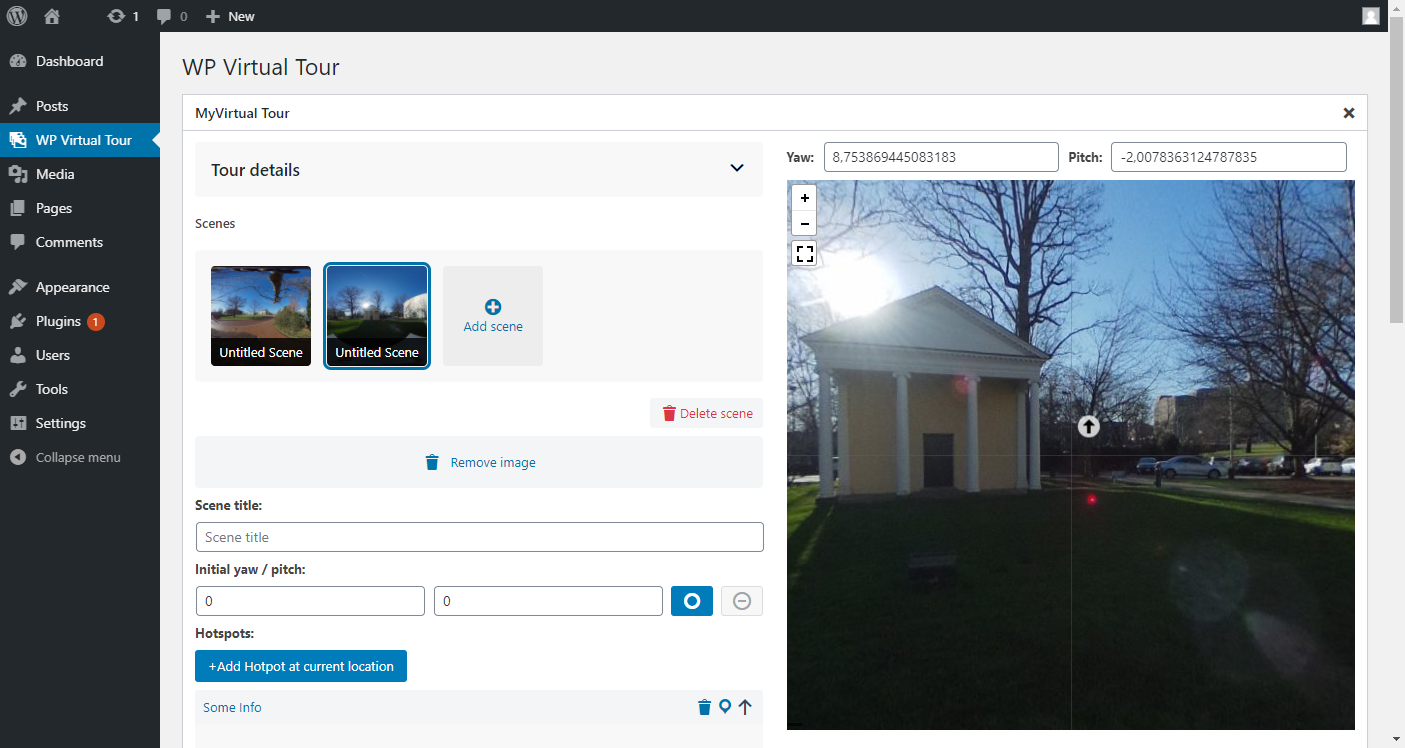 1 0 New
Dashboard
Posts
WP Virtual Tour
Media
Pages
Comments
Appearance
Plugins 1
Users
Tools
Settings
Collapse menu
WP Virtual Tour
MyVirtual Tour
Tour details
Scenes
Untitled Scene Untitled Scene Add scene
Delete scene
Remove image
Scene title:
Scene title
Initial yaw / pitch:
0 0
Hotspots:
+Add Hotpot at current location
Some Info
Yaw: 8,753869445083183 Pitch: -2,0078363124787835
+
−